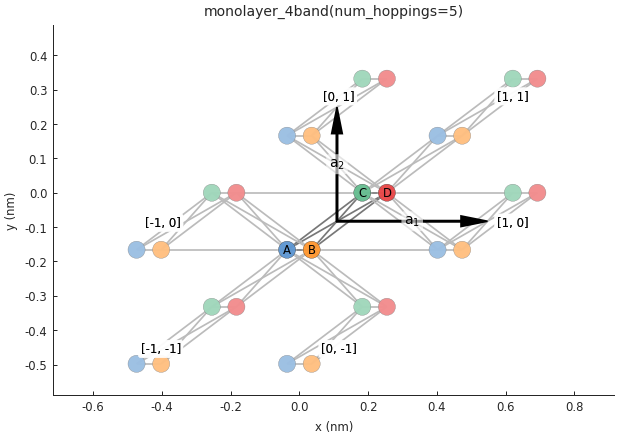 monolayer_4band(num_hoppings=5)
y (nm)
0.4
0.3
0.2
0.1
0.0
-0.1
-0.2
-0.3
-0.4
-0.5
[0, 1]
[1, 1]
a2
C
D
[-1, 0]
a1
[1, 0]
A
B
[-1, -1]
[0, -1]
-0.6
-0.4
-0.2
0.0
0.2
0.4
0.6
0.8
x (nm)